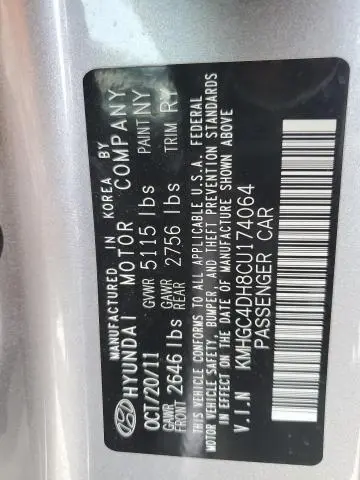 MANUFACTURED IN KOREA BY
HYUNDAI MOTOR COMPANY
OCT/20/11 GVWR 5115 lbs PAINT NY
GAWR FRONT 2646 lbs GAWR REAR 2756 lbs TRIM RY
THIS VEHICLE CONFORMS TO ALL APPLICABLE U.S.A. FEDERAL
MOTOR VEHICLE SAFETY, BUMPER, AND THEFT PREVENTION STANDARDS
IN EFFECT ON THE DATE OF MANUFACTURE SHOWN ABOVE
V.I.N KMHGC4DH8CU174064
PASSENGER CAR